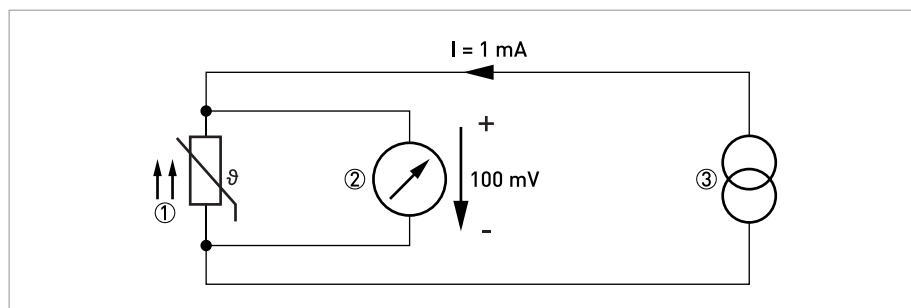 I = 1 mA
+
ϑ
②
100 mV
③
①
-